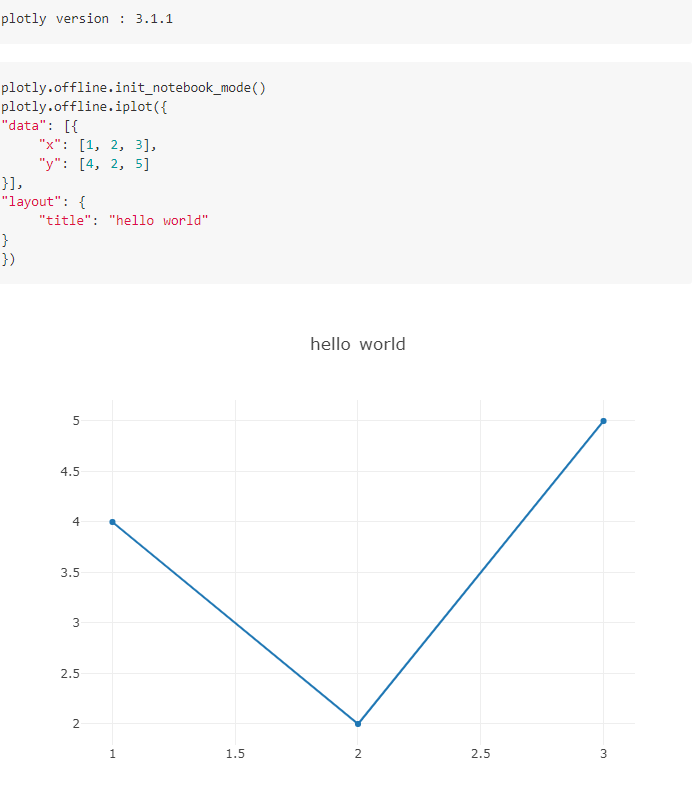 plotly version : 3.1.1
plotly.offline.init_notebook_mode()
plotly.offline.iplot({
"data": [{
     "x": [1, 2, 3],
     "y": [4, 2, 5]
}],
"layout": {
     "title": "hello world"
}
})
hello world
5
4.5
4
3.5
3
2.5
2
1 1.5 2 2.5 3